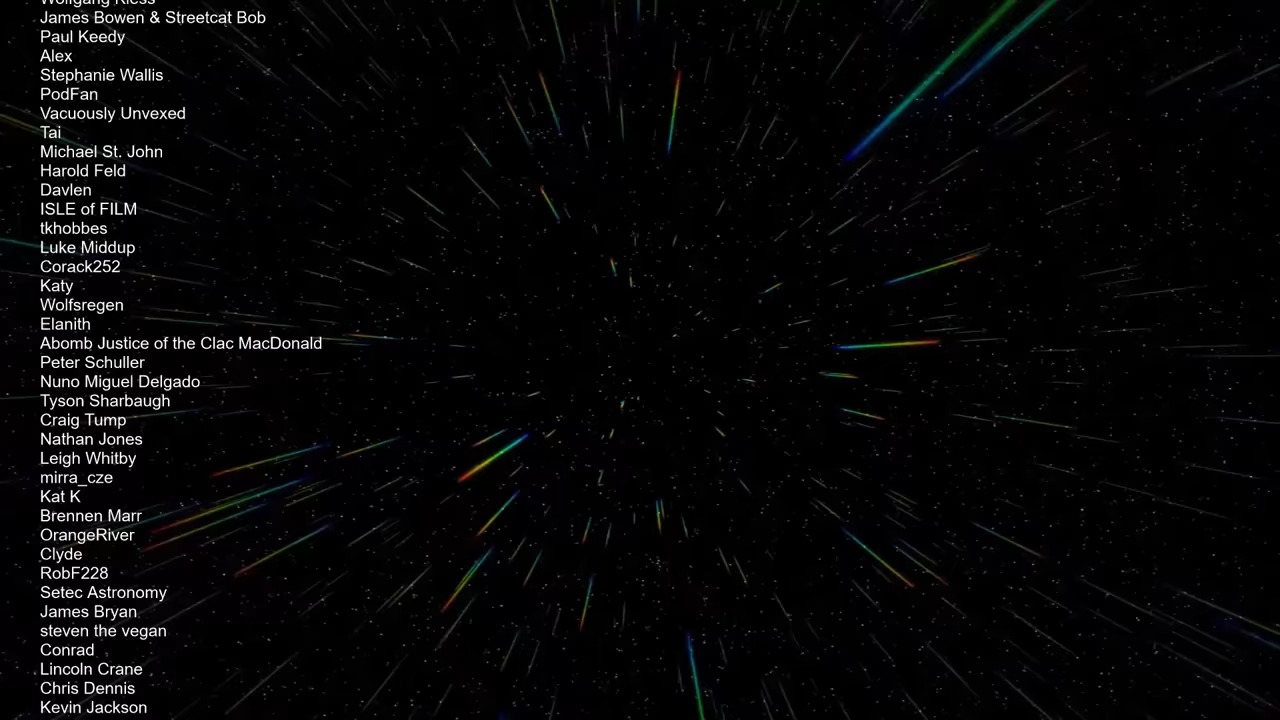 Wolfgang Kless
James Bowen & Streetcat Bob
Paul Keedy
Alex
Stephanie Wallis
PodFan
Vacuously Unvexed
Tai
Michael St. John
Harold Feld
Davlen
ISLE of FILM
tkhobbes
Luke Middup
Corack252
Katy
Wolfsregen
Elanith
Abomb Justice of the Clac MacDonald
Peter Schuller
Nuno Miguel Delgado
Tyson Sharbaugh
Craig Tump
Nathan Jones
Leigh Whitby
mirra_cze
Kat K
Brennen Marr
OrangeRiver
Clyde
RobF228
Setec Astronomy
James Bryan
steven the vegan
Conrad
Lincoln Crane
Chris Dennis
Kevin Jackson